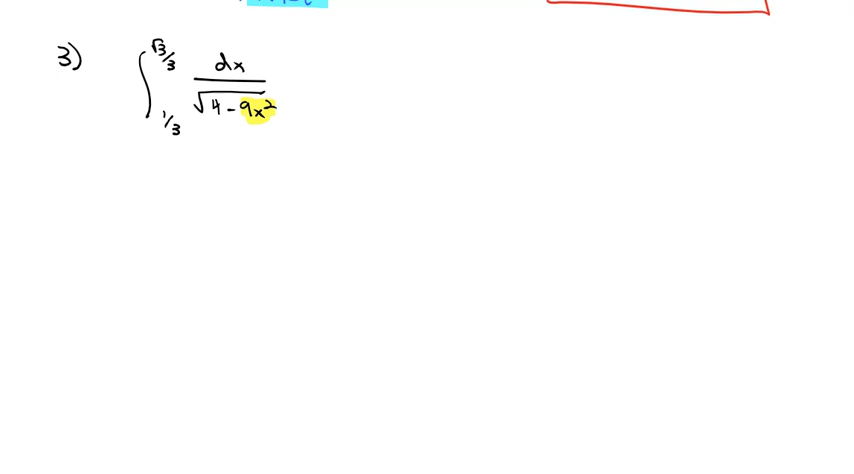 3) ∫_{1/3}^{√3/3} dx / √(4 - 9x²)